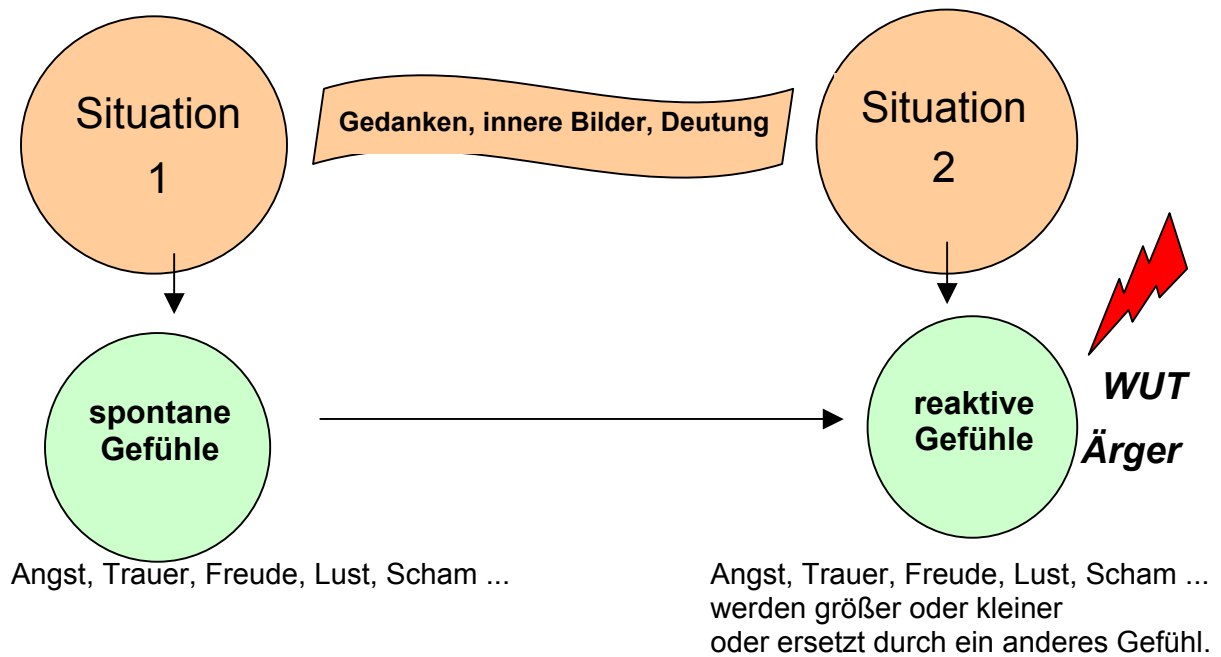 Situation
1
Gedanken, innere Bilder, Deutung
Situation
2
spontane
Gefühle
reaktive
Gefühle
WUT
Ärger
Angst, Trauer, Freude, Lust, Scham ...
Angst, Trauer, Freude, Lust, Scham ...
werden größer oder kleiner
oder ersetzt durch ein anderes Gefühl.